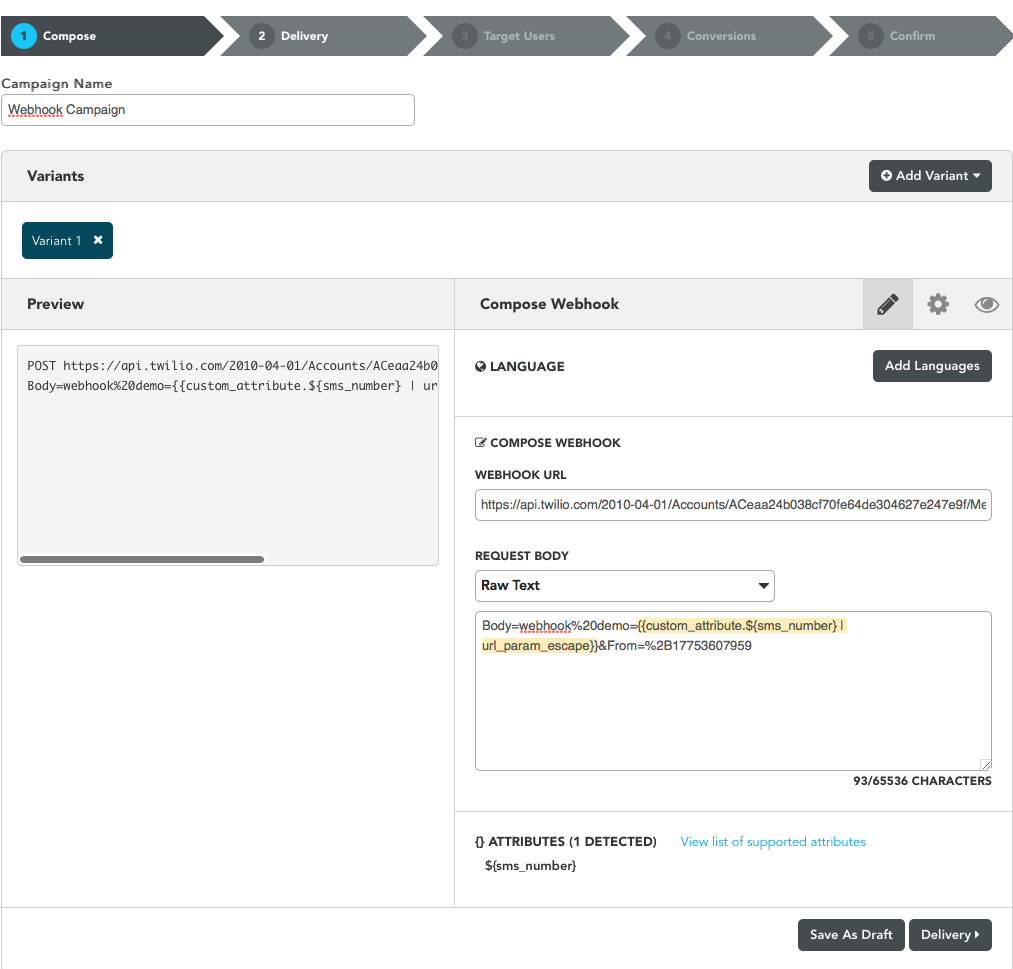 1 Compose
2 Delivery
3 Target Users
4 Conversions
5 Confirm
Campaign Name
Webhook Campaign
Variants
Add Variant
Variant 1
Preview
POST https://api.twilio.com/2010-04-01/Accounts/ACeaa24b0
Body=webhook%20demo={{custom_attribute.${sms_number} | ur
Compose Webhook
LANGUAGE
Add Languages
COMPOSE WEBHOOK
WEBHOOK URL
https://api.twilio.com/2010-04-01/Accounts/ACeaa24b038cf70fe64de304627e247e9f/Me
REQUEST BODY
Raw Text
Body=webhook%20demo={{custom_attribute.${sms_number} |
url_param_escape}}&From=%2B17753607959
93/65536 CHARACTERS
{} ATTRIBUTES (1 DETECTED) View list of supported attributes
${sms_number}
Save As Draft
Delivery